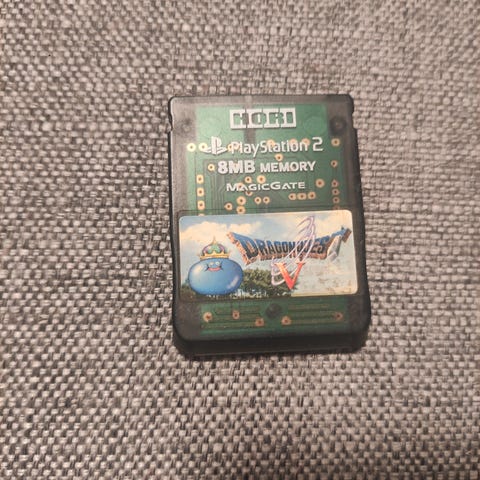 HORI
PlayStation 2
8MB MEMORY
MAGICGATE
DRAGON QUEST
V